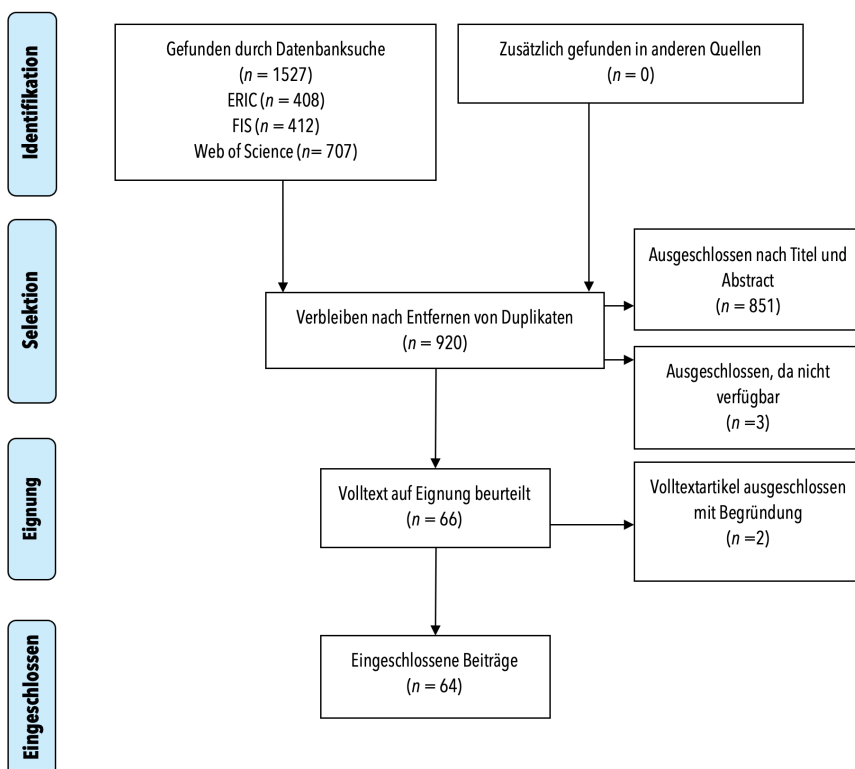 Identifikation
Gefunden durch Datenbanksuche
(n = 1527)
ERIC (n = 408)
FIS (n = 412)
Web of Science (n= 707)
Zusätzlich gefunden in anderen Quellen
(n = 0)
Selektion
Verbleiben nach Entfernen von Duplikaten
(n = 920)
Ausgeschlossen nach Titel und
Abstract
(n = 851)
Ausgeschlossen, da nicht
verfügbar
(n =3)
Eignung
Volltext auf Eignung beurteilt
(n = 66)
Volltextartikel ausgeschlossen
mit Begründung
(n =2)
Eingeschlossen
Eingeschlossene Beiträge
(n = 64)